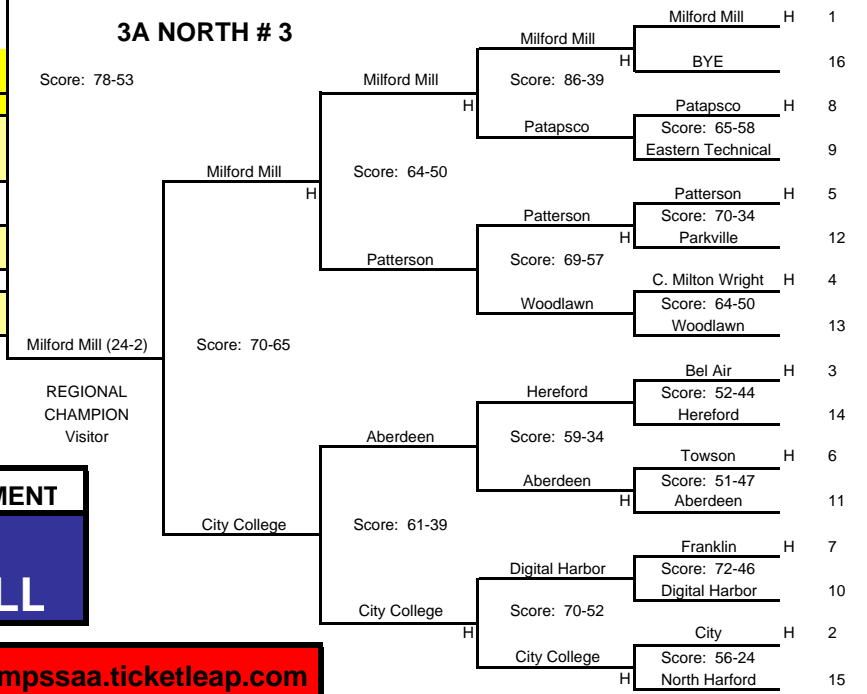 3A NORTH # 3
Milford Mill H 1
BYE 16
Milford Mill
H
Score: 86-39
Patapsco H 8
Score: 65-58
Eastern Technical 9
Patapsco
Milford Mill
H
Score: 64-50
Patterson H 5
Score: 70-34
Parkville 12
Patterson
H
Score: 69-57
C. Milton Wright H 4
Score: 64-50
Woodlawn 13
Woodlawn
Patterson
Milford Mill
H
Score: 78-53
Score: 70-65
Milford Mill (24-2)
REGIONAL
CHAMPION
Visitor
Bel Air H 3
Score: 52-44
Hereford 14
Hereford
Score: 59-34
Towson H 6
Score: 51-47
Aberdeen 11
Aberdeen
H
Aberdeen
Score: 61-39
City College
Franklin H 7
Score: 72-46
Digital Harbor 10
Digital Harbor
Score: 70-52
City H 2
Score: 56-24
North Harford 15
City College
H
City College
H
MENT
LL
mpssaa.ticketleap.com